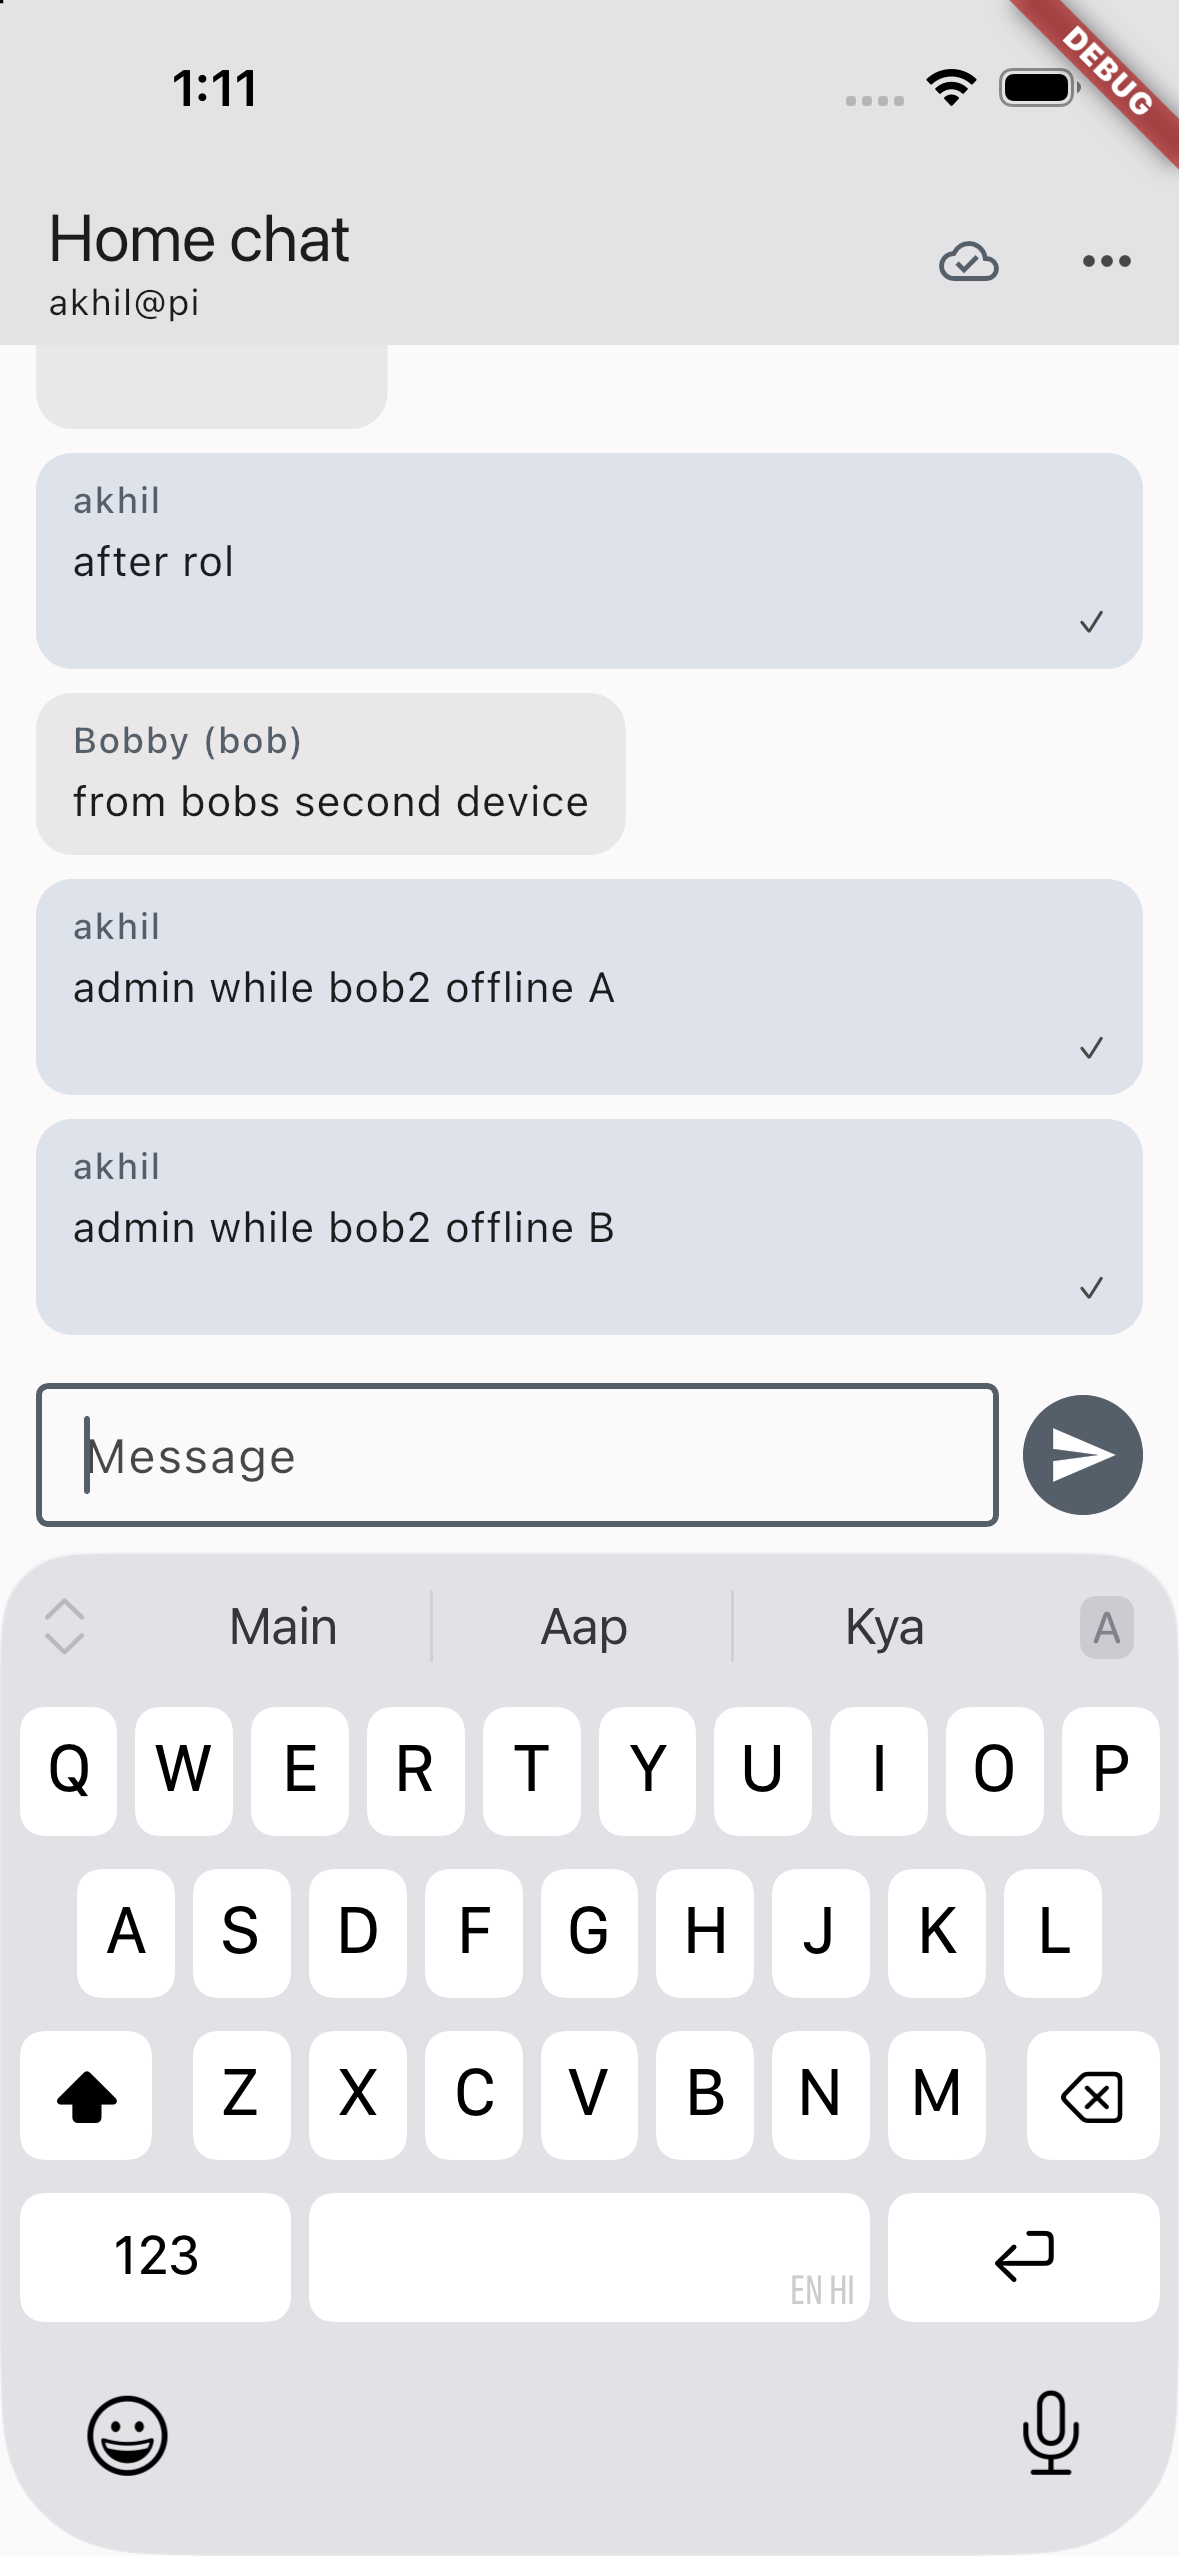 1:11
DEBUG
Home chat
akhil@pi
akhil
after rol
Bobby (bob)
from bobs second device
akhil
admin while bob2 offline A
akhil
admin while bob2 offline B
Message
Main Aap Kya A
Q W E R T Y U I O P
A S D F G H J K L
Z X C V B N M
123 EN HI